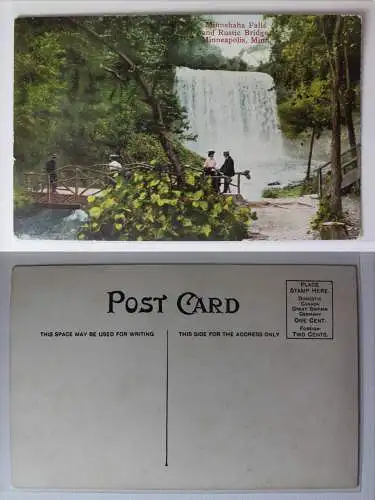 Minnehaha Falls
and Rustic Bridge
Minneapolis, Minn.
POST CARD
THIS SPACE MAY BE USED FOR WRITING
THIS SIDE FOR THE ADDRESS ONLY
PLACE
STAMP HERE
DOMESTIC
CANADA
GREAT BRITAIN
GERMANY
ONE CENT.
FOREIGN
TWO CENTS.